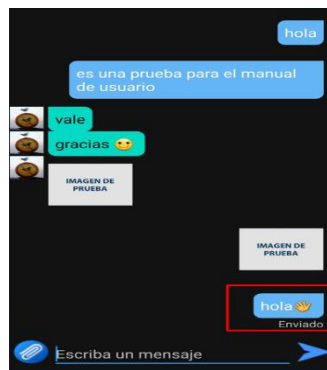 hola
es una prueba para el manual
de usuario
vale
gracias 😶
IMAGEN DE
PRUEBA
IMAGEN DE
PRUEBA
hola👋
Enviado
Escriba un mensaje